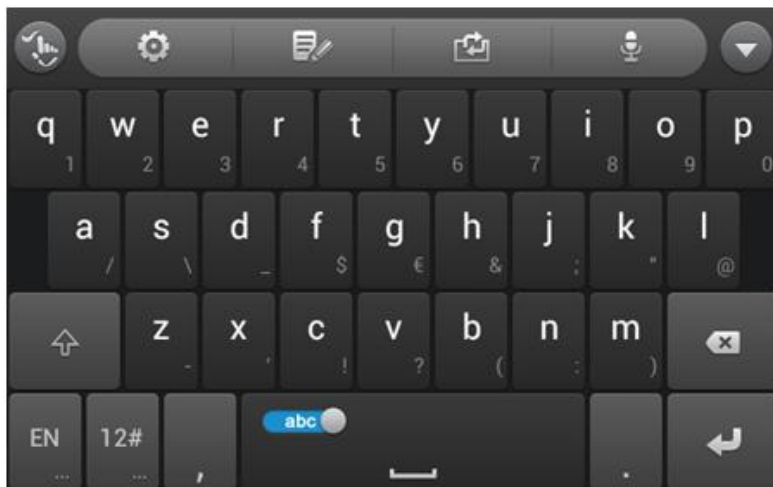 q w e r t y u i o p
1 2 3 4 5 6 7 8 9 0
a s d f g h j k l
/ \ _ $ € & ; " @
z x c v b n m
- ' ! ? ( : )
abc
EN 12# , .
... ...